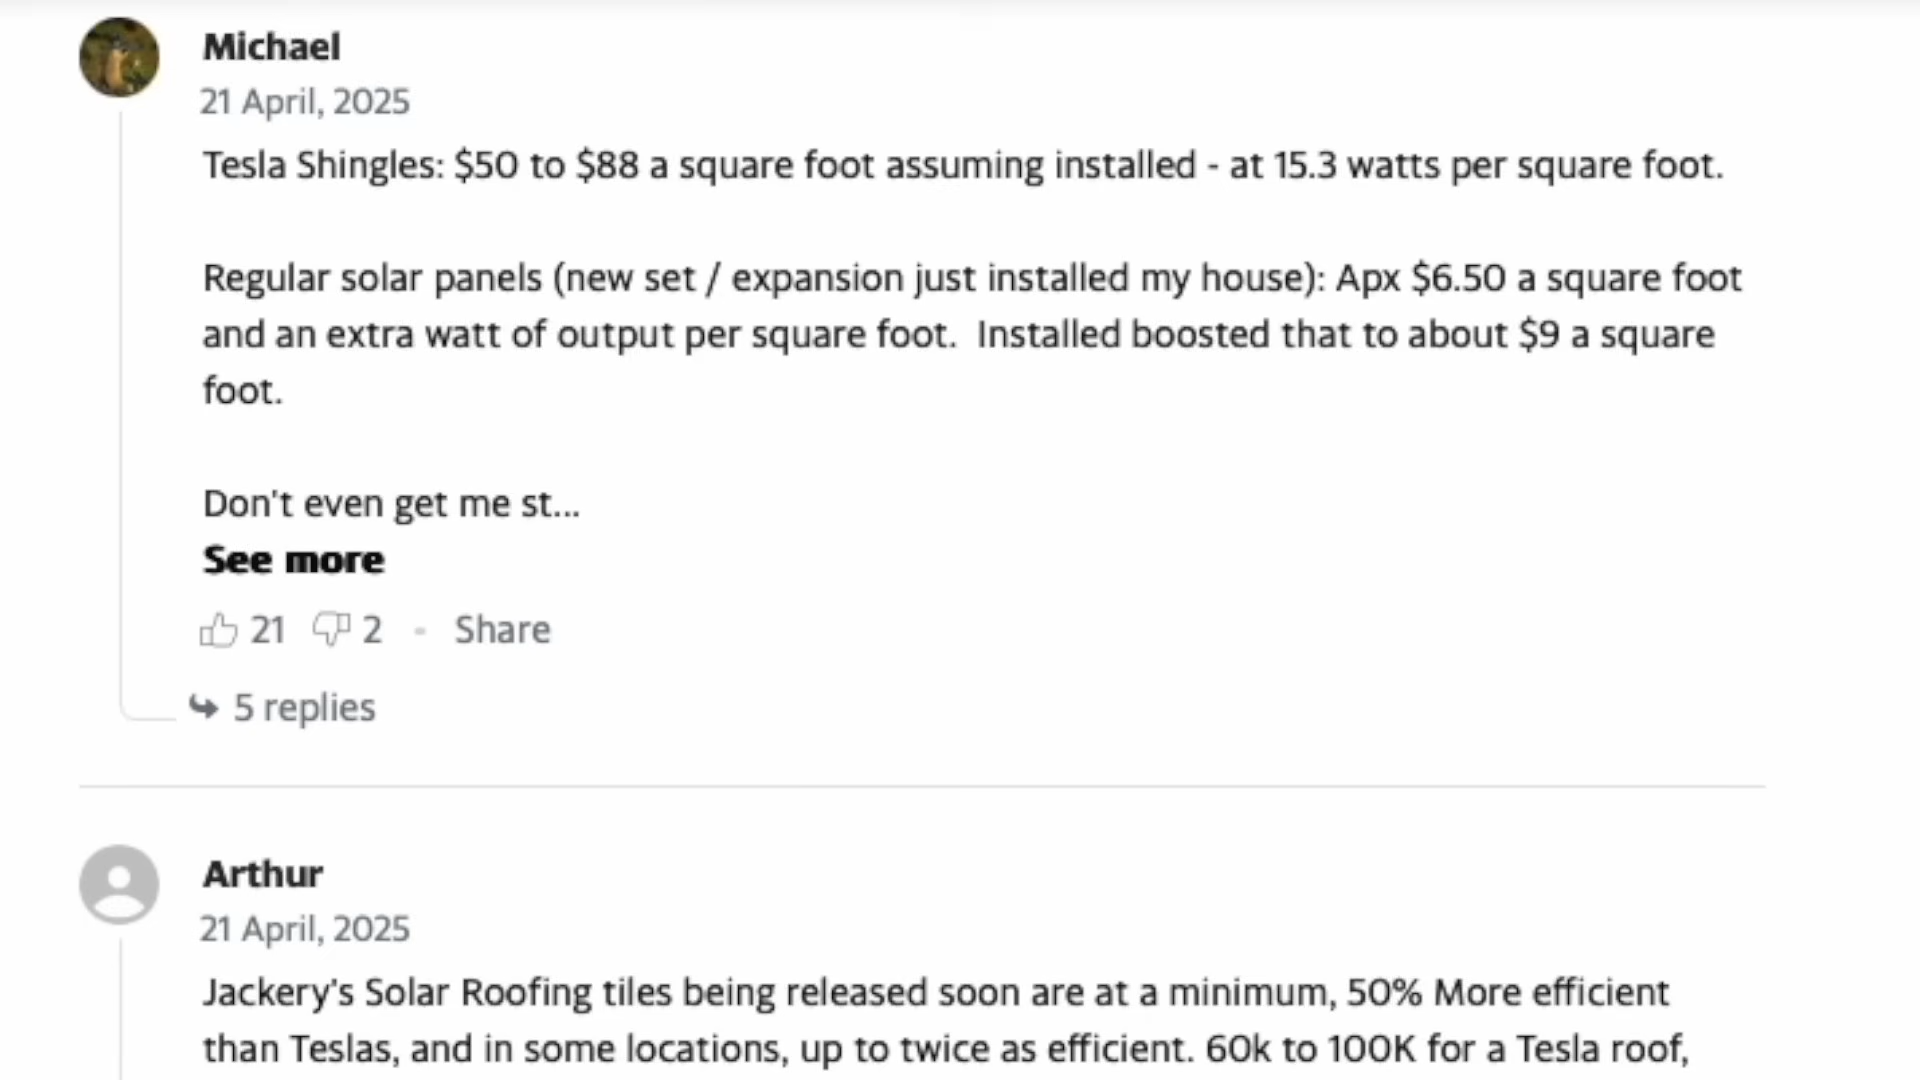 Michael
21 April, 2025
Tesla Shingles: $50 to $88 a square foot assuming installed - at 15.3 watts per square foot.
Regular solar panels (new set / expansion just installed my house): Apx $6.50 a square foot
and an extra watt of output per square foot.  Installed boosted that to about $9 a square
foot.
Don't even get me st...
See more
21 2 - Share
5 replies
Arthur
21 April, 2025
Jackery's Solar Roofing tiles being released soon are at a minimum, 50% More efficient
than Teslas, and in some locations, up to twice as efficient. 60k to 100K for a Tesla roof,